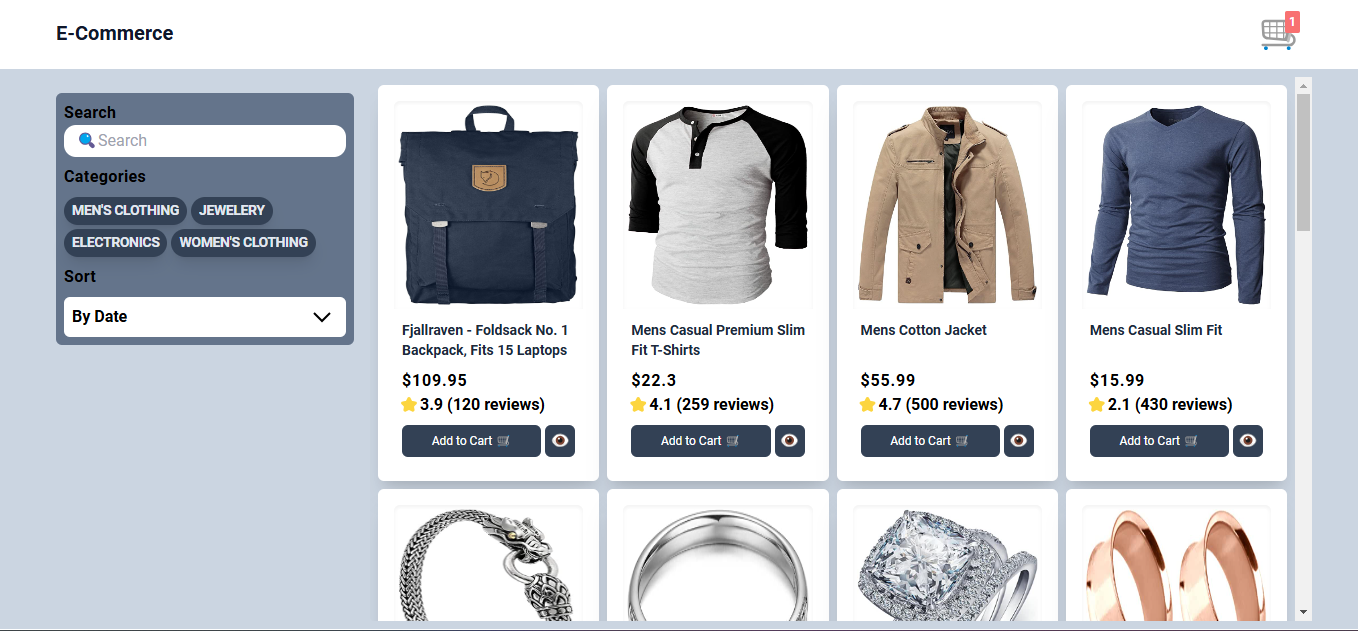 E-Commerce
1
Search
Search
Categories
MEN'S CLOTHING
JEWELERY
ELECTRONICS
WOMEN'S CLOTHING
Sort
By Date
Fjallraven - Foldsack No. 1
Backpack, Fits 15 Laptops
$109.95
3.9 (120 reviews)
Add to Cart
Mens Casual Premium Slim
Fit T-Shirts
$22.3
4.1 (259 reviews)
Add to Cart
Mens Cotton Jacket
$55.99
4.7 (500 reviews)
Add to Cart
Mens Casual Slim Fit
$15.99
2.1 (430 reviews)
Add to Cart